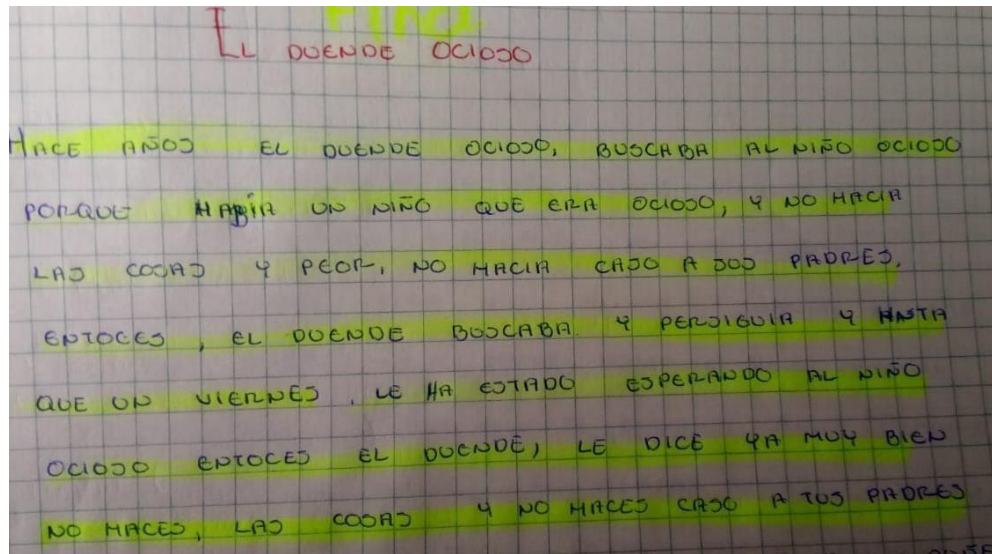 Final
EL DUENDE OCIOSO
HACE AÑOS EL DUENDE OCIOSO, BUSCABA AL NIÑO OCIOSO
PORQUE HABÍA UN NIÑO QUE ERA OCIOSO, Y NO HACIA
LAS COSAS Y PEOR, NO HACIA CASO A SUS PADRES.
ENTOCES, EL DUENDE BUSCABA Y PERSIGUIA Y HASTA
QUE UN VIERNES, LE HA ESTADO ESPERANDO AL NIÑO
OCIOSO ENTOCES EL DUENDE, LE DICE YA MUY BIEN
NO HACES, LAS COSAS Y NO HACES CASO A TUS PADRES